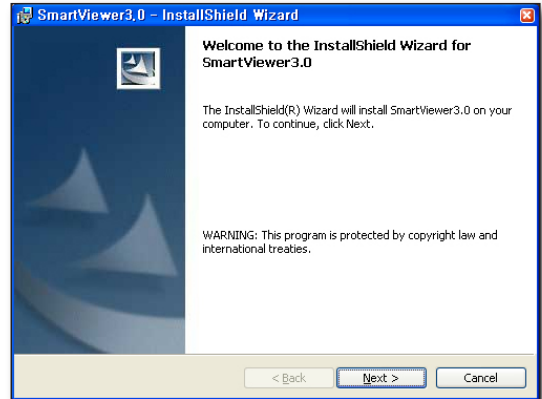 SmartViewer3.0 - InstallShield Wizard
Welcome to the InstallShield Wizard for
SmartViewer3.0
The InstallShield(R) Wizard will install SmartViewer3.0 on your
computer. To continue, click Next.
WARNING: This program is protected by copyright law and
international treaties.
< Back
Next >
Cancel